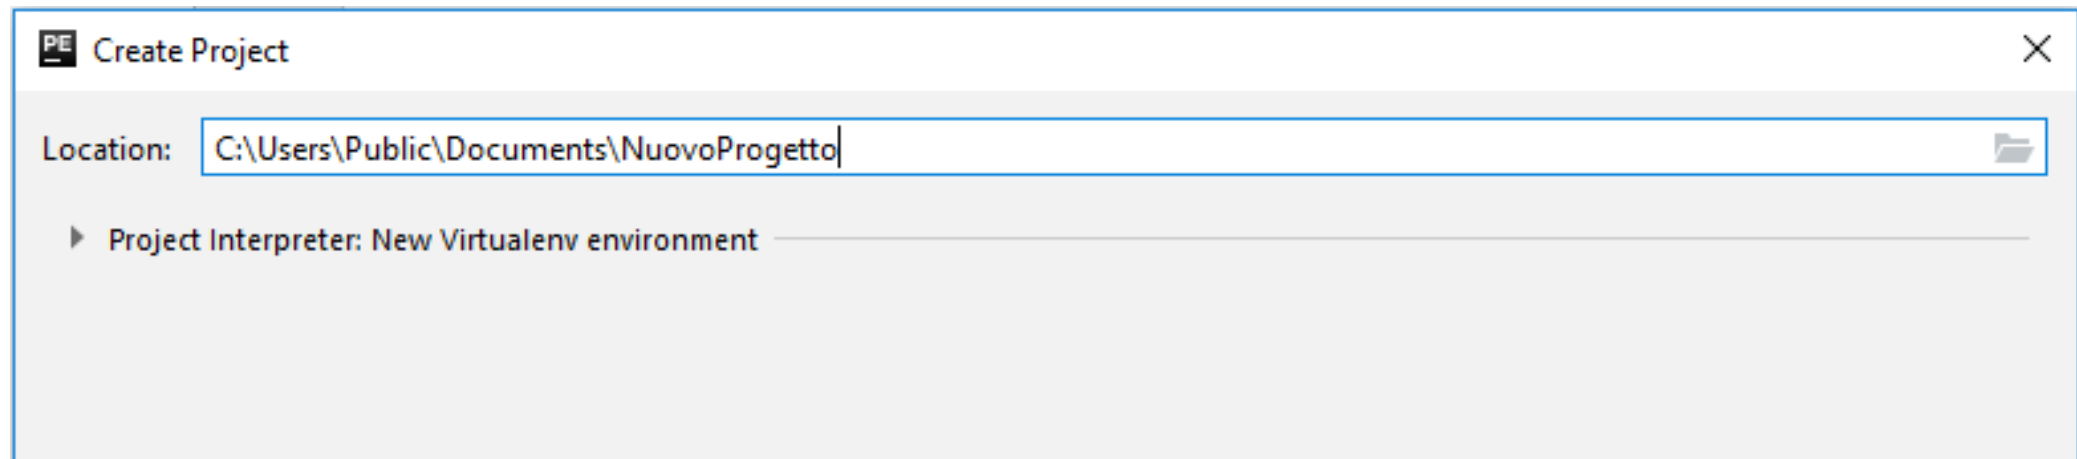 PE Create Project
Location: C:\Users\Public\Documents\NuovoProgetto
Project Interpreter: New Virtualenv environment